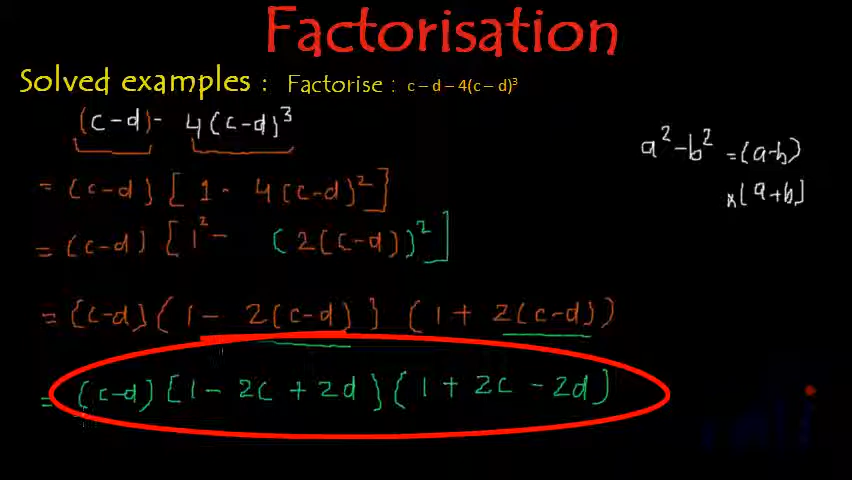 Factorisation
Solved examples : Factorise : c – d – 4(c – d)³
(c-d) - 4(c-d)³
a² - b² = (a-b)
x [a+b]
= (c-d) [1 - 4(c-d)²]
= (c-d) [1² - (2(c-d))²]
= (c-d) (1 - 2(c-d)} (1 + 2(c-d))
= (c-d) [1 - 2c + 2d) (1 + 2c - 2d)